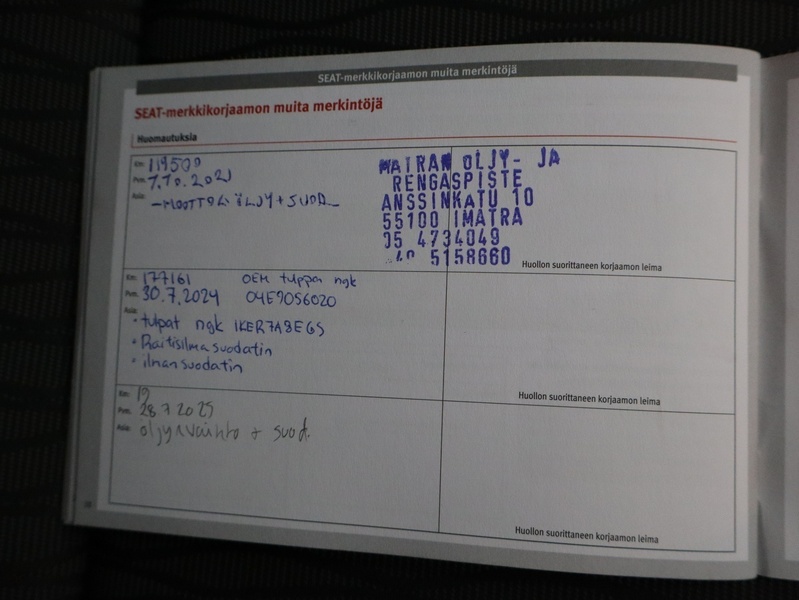 SEAT-merkkikorjaamon muita merkintöjä
SEAT-merkkikorjaamon muita merkintöjä
Huomautuksia
Km: 119500
Pvm: 7.10.2021
Asia:
-MOOTTORIÖLJY+SUOD-
MATRAN ÖLJY- JA
RENGASPISTE
ANSSINKATU 10
55100 IMATRA
05 4734049
5158660
Huollon suorittaneen korjaamon leima
Km: 177161 OEM tulppa ngk
Pvm: 30.7.2024 04E905602D
Asia:
• tulpat ngk IKER7A8EGS
• Raitisilmasuodatin
• ilmansuodatin
Huollon suorittaneen korjaamon leima
Km: 19
Pvm: 28 7 2025
Asia: öljynvaihto + suod.
Huollon suorittaneen korjaamon leima